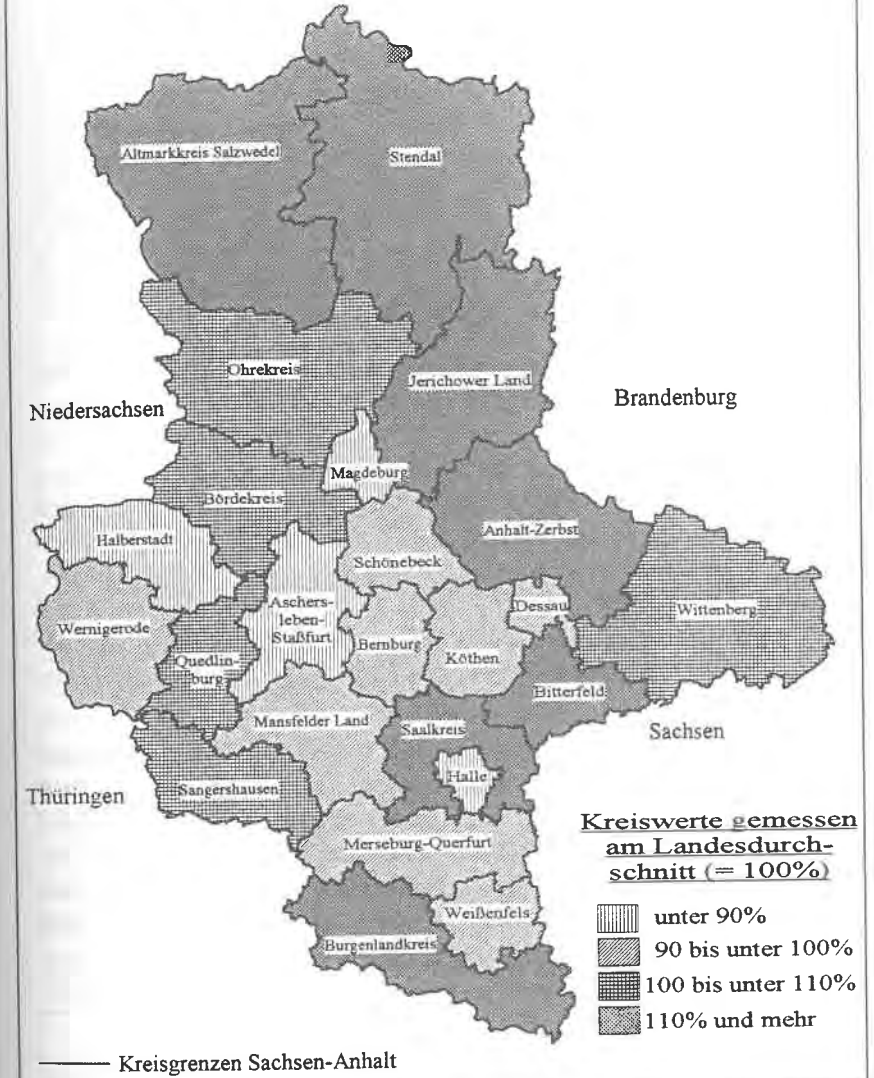 Altmarkkreis Salzwedel
Stendal
Ohrekreis
Jerichower Land
Niedersachsen
Brandenburg
Magdeburg
Bördekreis
Halberstadt
Anhalt-Zerbst
Schönebeck
Aschers-
leben-
Staßfurt
Dessau
Wittenberg
Wernigerode
Bernburg
Köthen
Quedlin-
burg
Bitterfeld
Mansfelder Land
Saalkreis
Sachsen
Halle
Thüringen
Sangershausen
Merseburg-Querfurt
Weißenfels
Burgenlandkreis
Kreiswerte gemessen
am Landesdurch-
schnitt (= 100%)
unter 90%
90 bis unter 100%
100 bis unter 110%
110% und mehr
Kreisgrenzen Sachsen-Anhalt